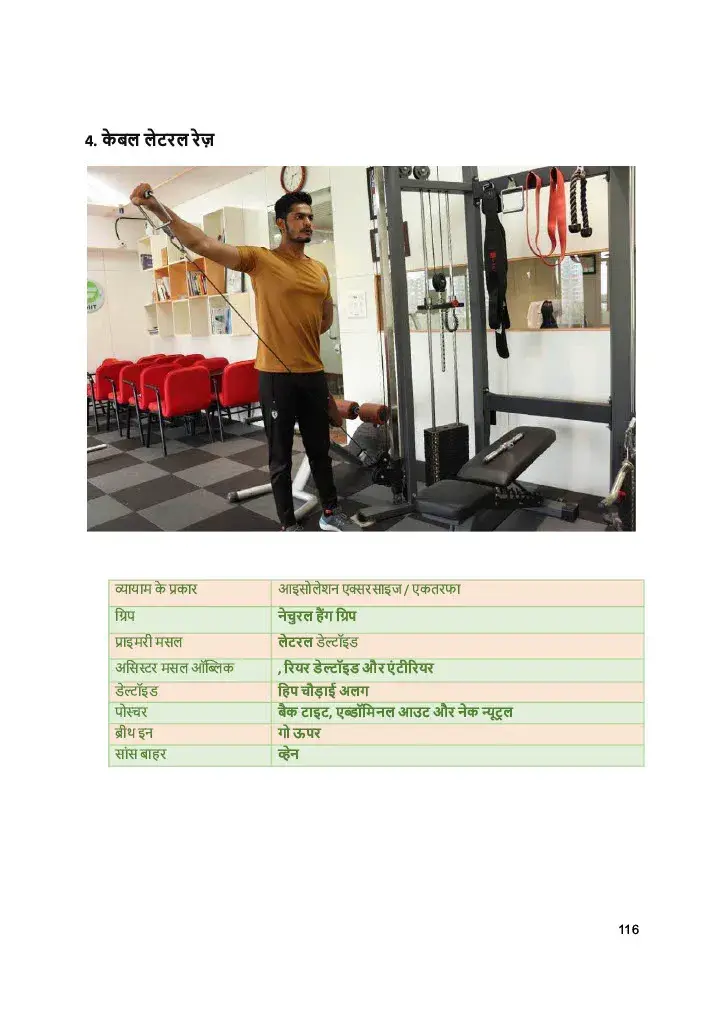 4. केबल लेटरल रेज़
व्यायाम के प्रकार आइसोलेशन एक्सरसाइज / एकतरफा
ग्रिप नेचुरल हैंग ग्रिप
प्राइमरी मसल लेटरल डेल्टॉइड
असिस्टर मसल ऑब्लिक , रियर डेल्टॉइड और एंटीरियर
डेल्टॉइड हिप चौड़ाई अलग
पोस्चर बैक टाइट, एब्डॉमिनल आउट और नेक न्यूट्रल
ब्रीथ इन गो ऊपर
सांस बाहर व्हेन
116